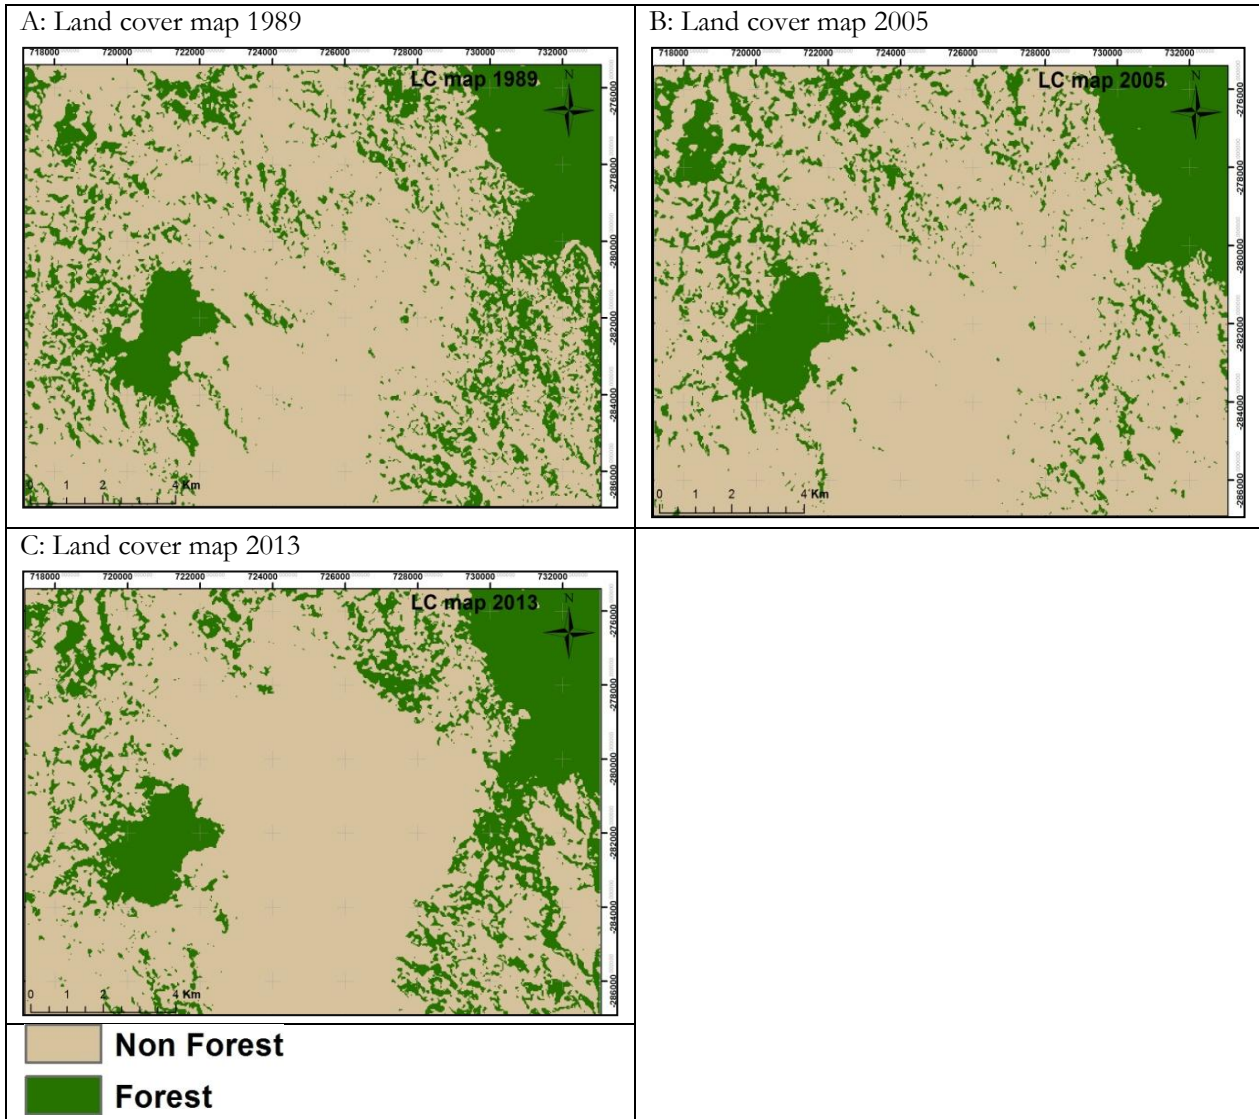 A: Land cover map 1989
718000 720000 722000 724000 726000 728000 730000 732000
LC map 1989
N
-276000
-278000
-280000
-282000
-284000
-286000
0 1 2 4 Km
B: Land cover map 2005
718000 720000 722000 724000 726000 728000 730000 732000
LC map 2005
N
-276000
-278000
-280000
-282000
-284000
-286000
0 1 2 4 Km
C: Land cover map 2013
718000 720000 722000 724000 726000 728000 730000 732000
LC map 2013
N
-276000
-278000
-280000
-282000
-284000
-286000
0 1 2 4 Km
Non Forest
Forest